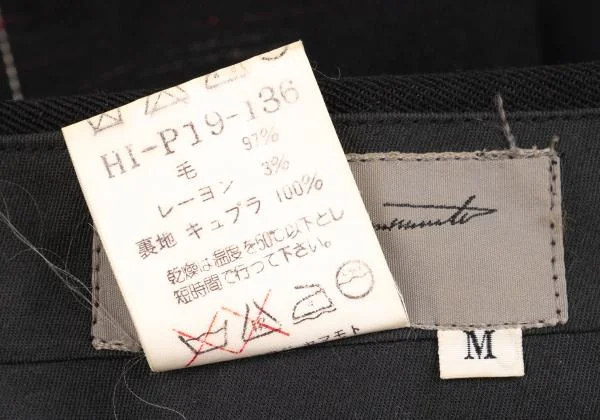 HI-P19-136
毛 97%
レーヨン 3%
裏地 キュプラ 100%
乾燥は温度を60℃以下とし
短時間で行って下さい。
M